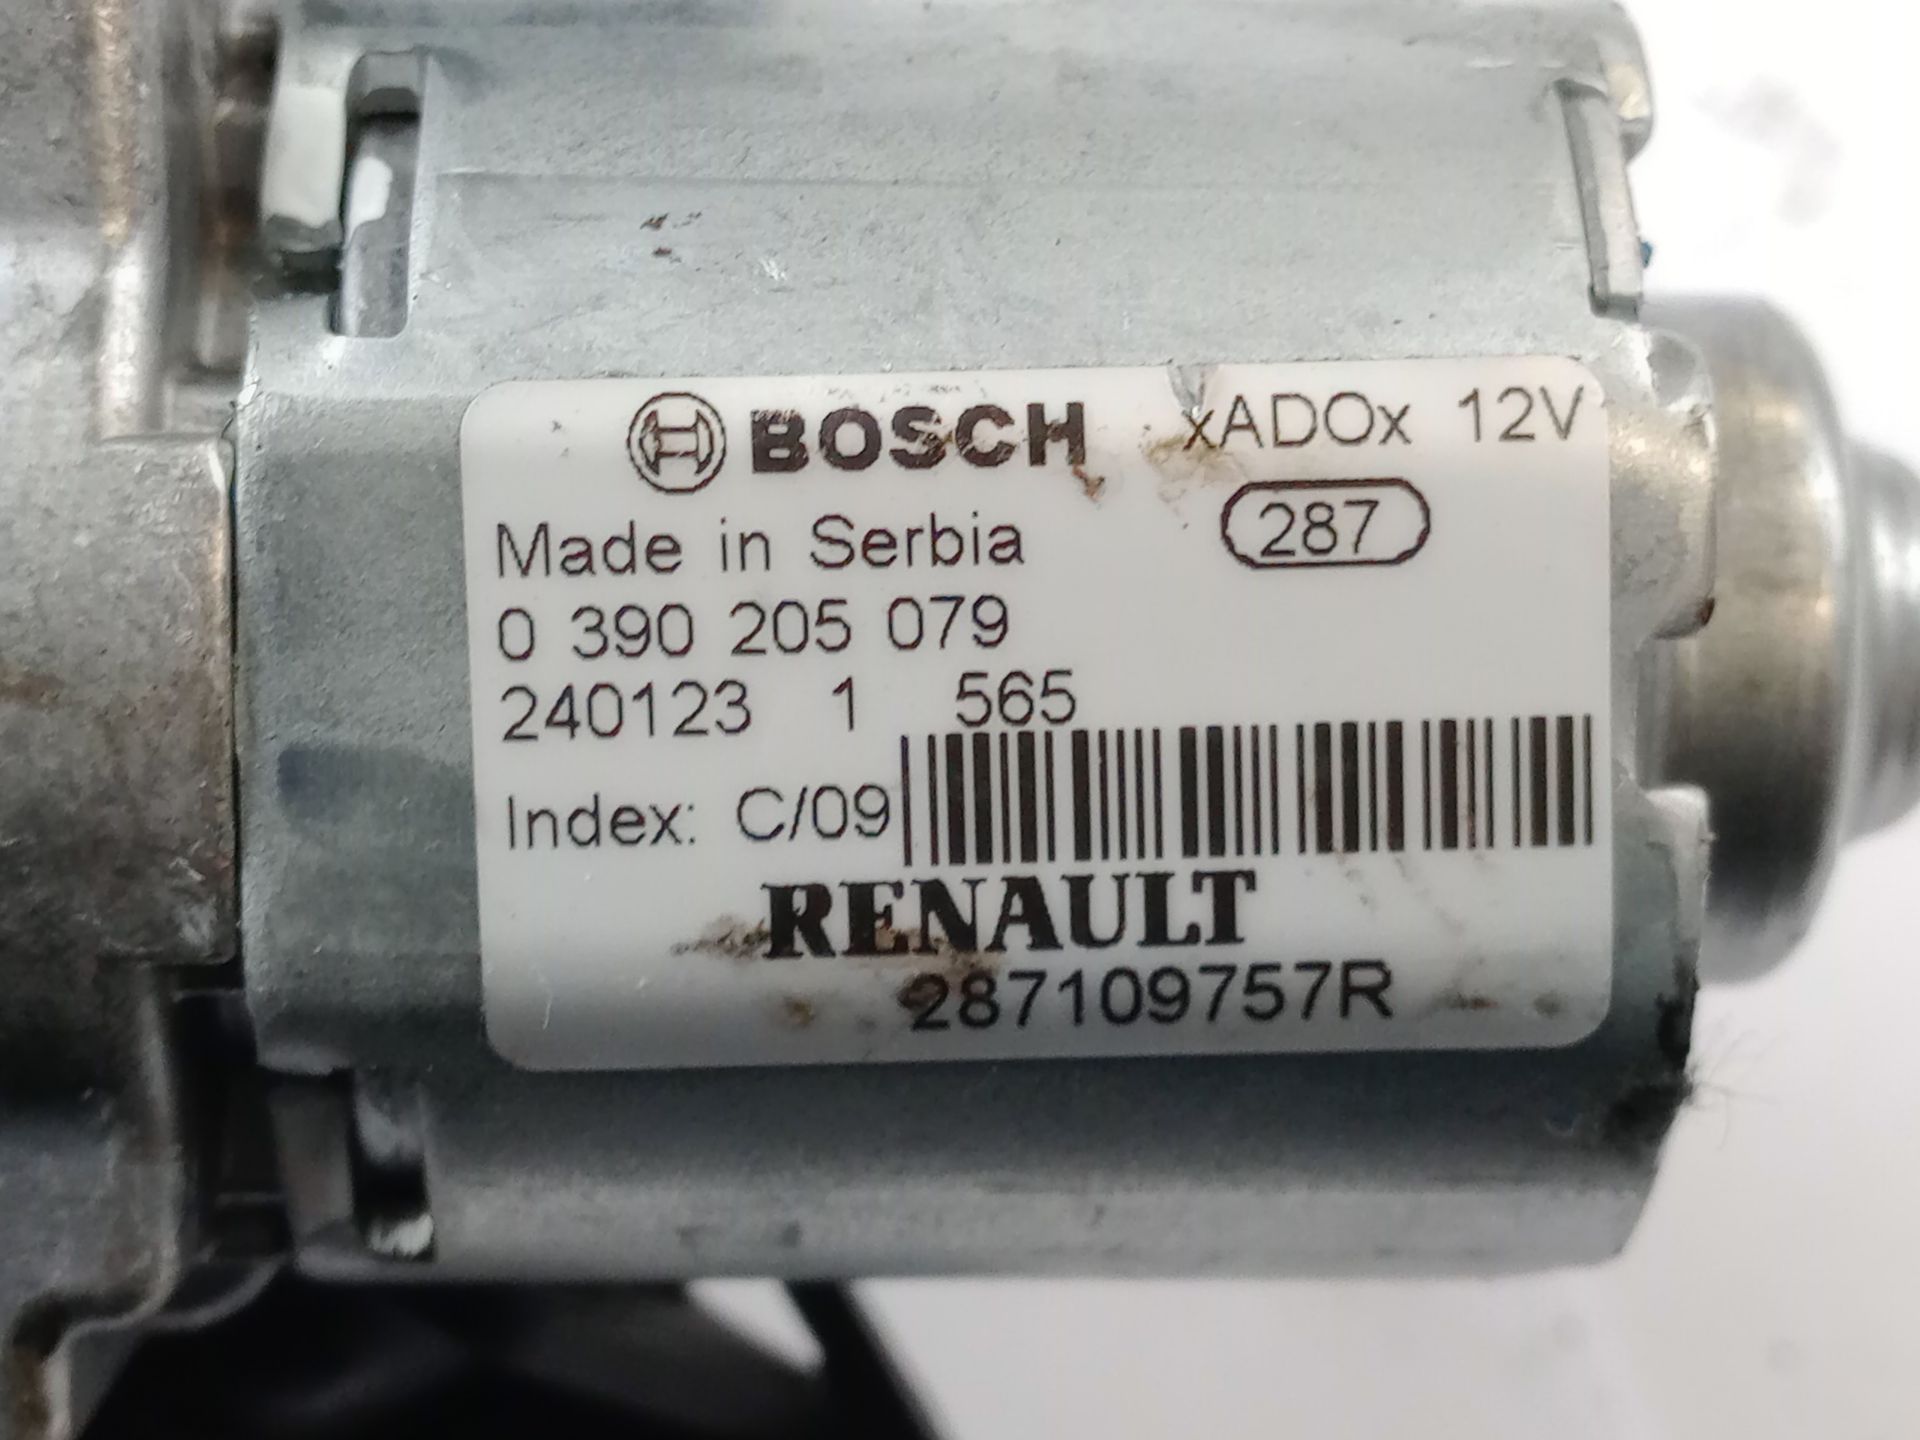 BOSCH xADOx 12V
Made in Serbia 287
0 390 205 079
240123 1 565
Index: C/09
RENAULT
287109757R